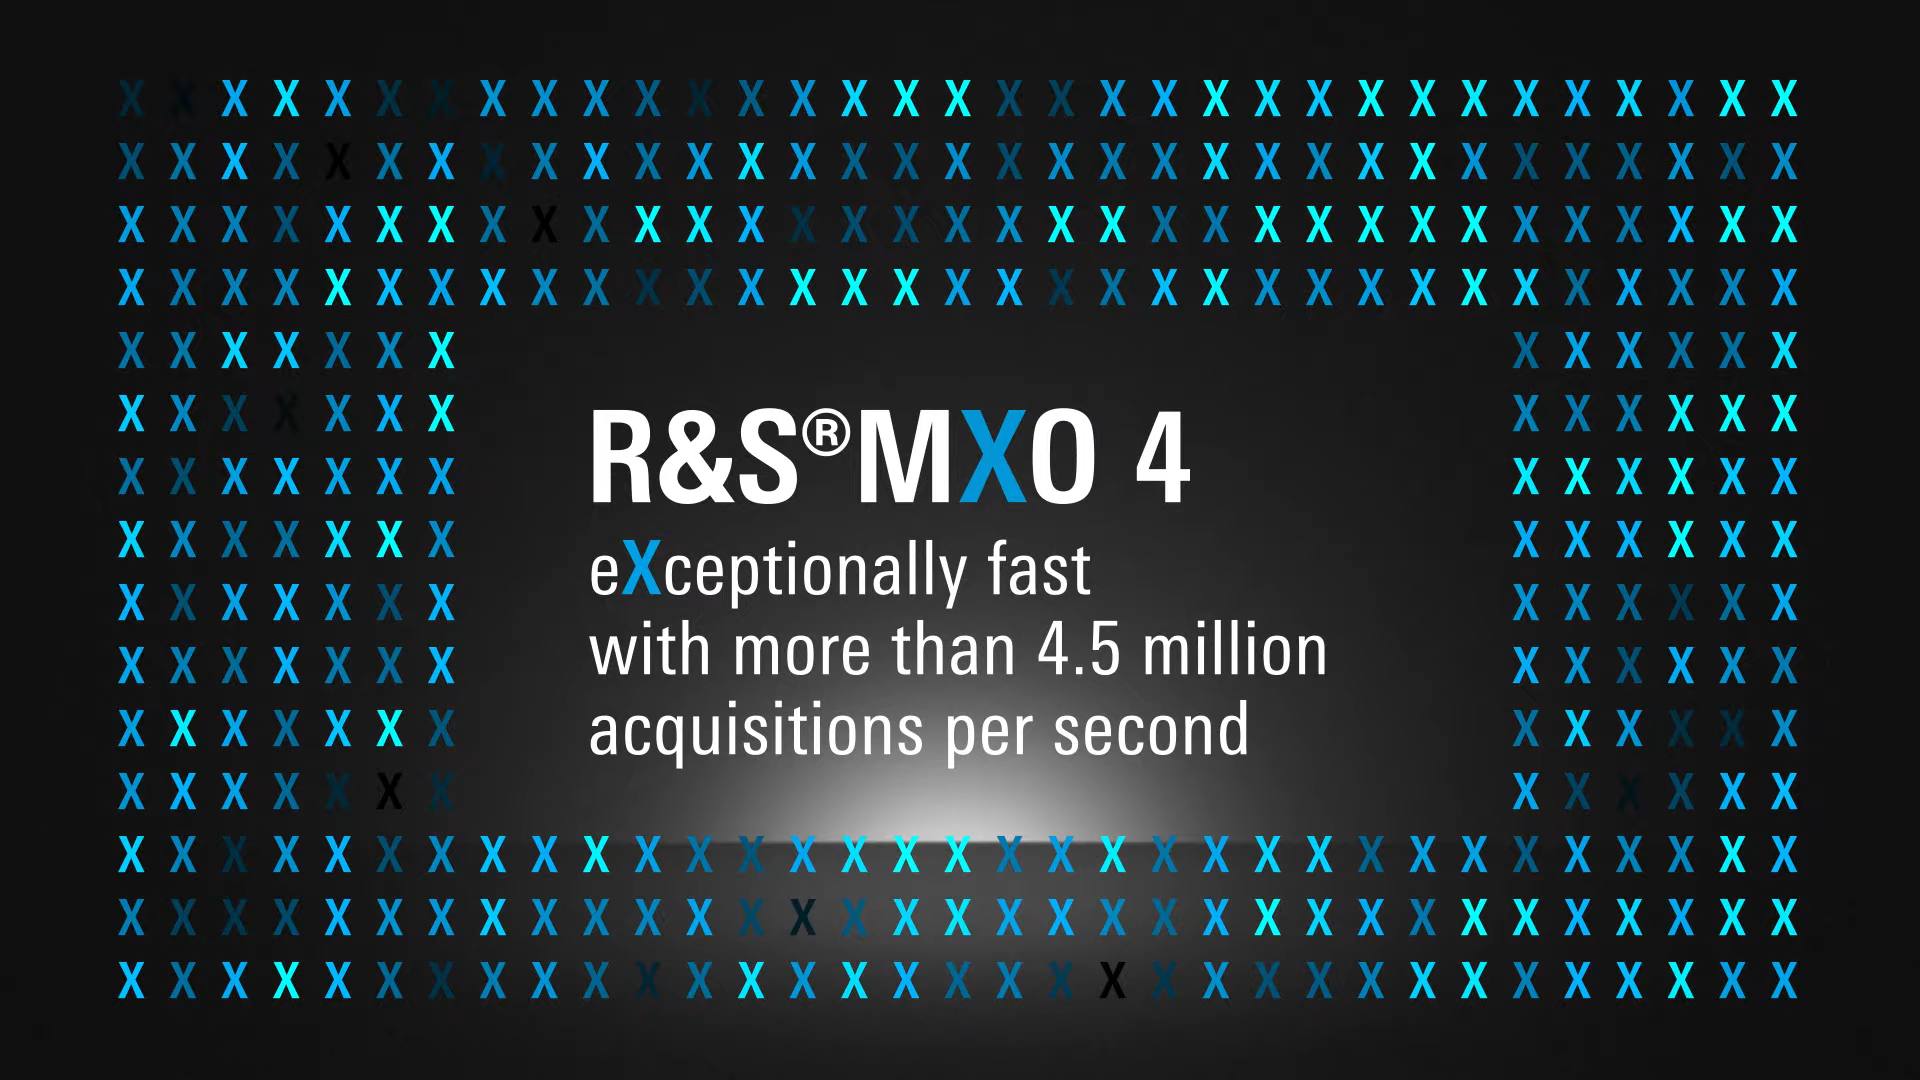 R&S®MXO 4
eXceptionally fast
with more than 4.5 million
acquisitions per second